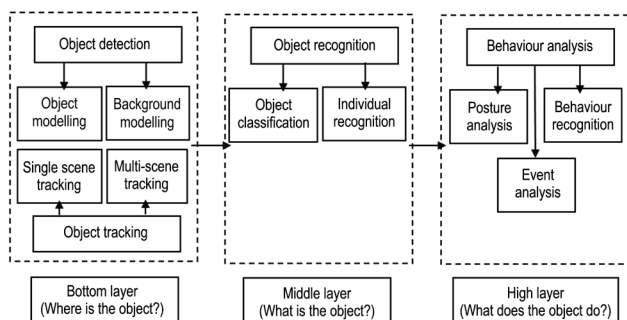 Object detection
Object
modelling
Background
modelling
Single scene
tracking
Multi-scene
tracking
Object tracking
Bottom layer
(Where is the object?)
Object recognition
Object
classification
Individual
recognition
Middle layer
(What is the object?)
Behaviour analysis
Posture
analysis
Behaviour
recognition
Event
analysis
High layer
(What does the object do?)